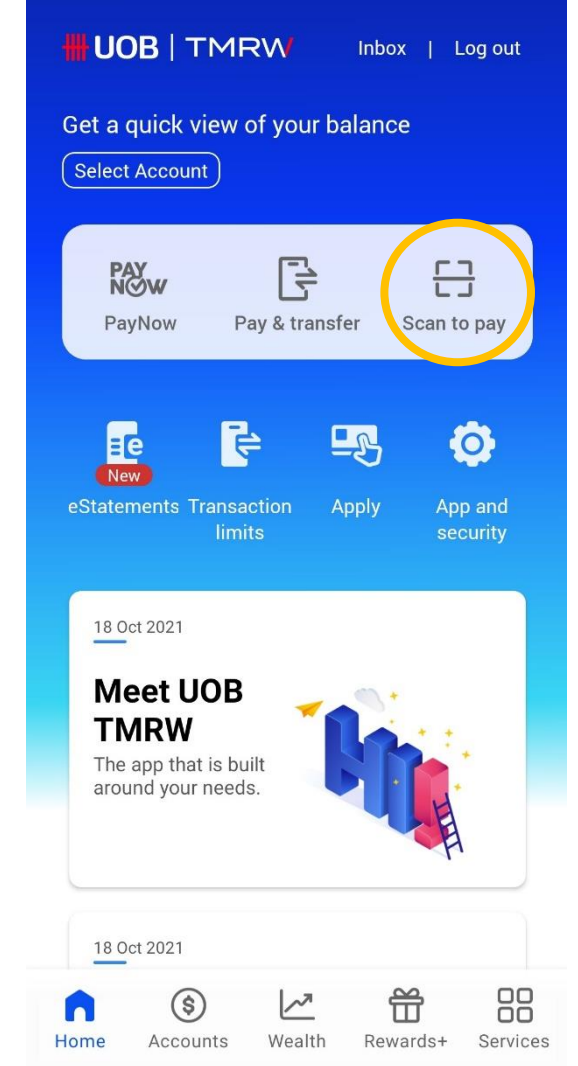 UOB | TMRW Inbox | Log out
Get a quick view of your balance
Select Account
PAY
NOW
PayNow Pay & transfer Scan to pay
e
New
eStatements Transaction limits Apply App and security
18 Oct 2021
Meet UOB
TMRW
The app that is built
around your needs.
HI!
18 Oct 2021
Home Accounts Wealth Rewards+ Services